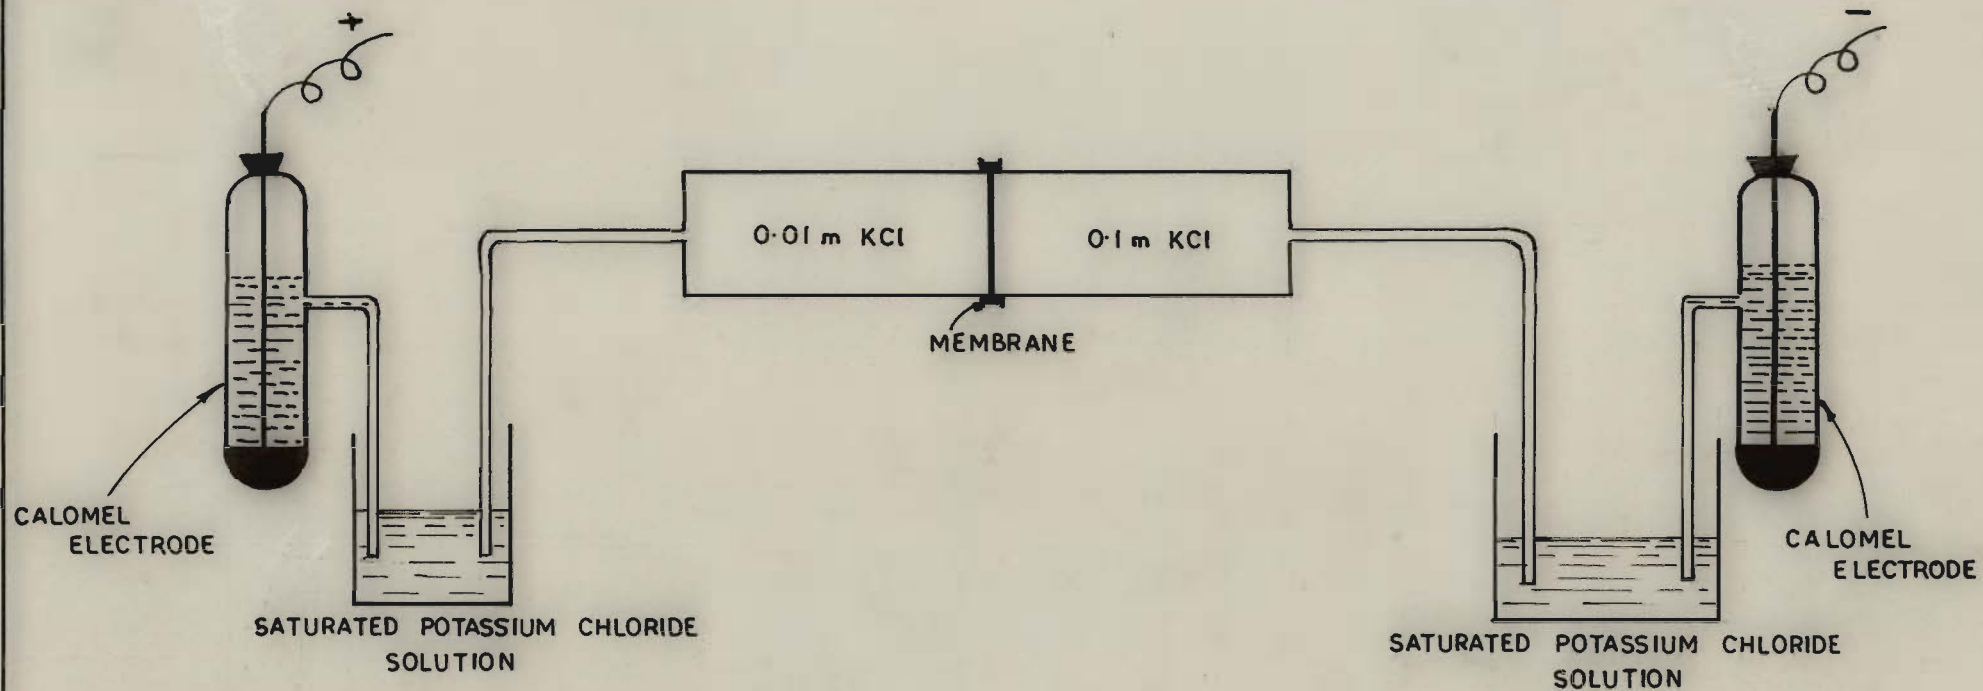 +
−
0·01 m KCl
0·1 m KCl
MEMBRANE
CALOMEL
ELECTRODE
CALOMEL
ELECTRODE
SATURATED POTASSIUM CHLORIDE
SOLUTION
SATURATED POTASSIUM CHLORIDE
SOLUTION